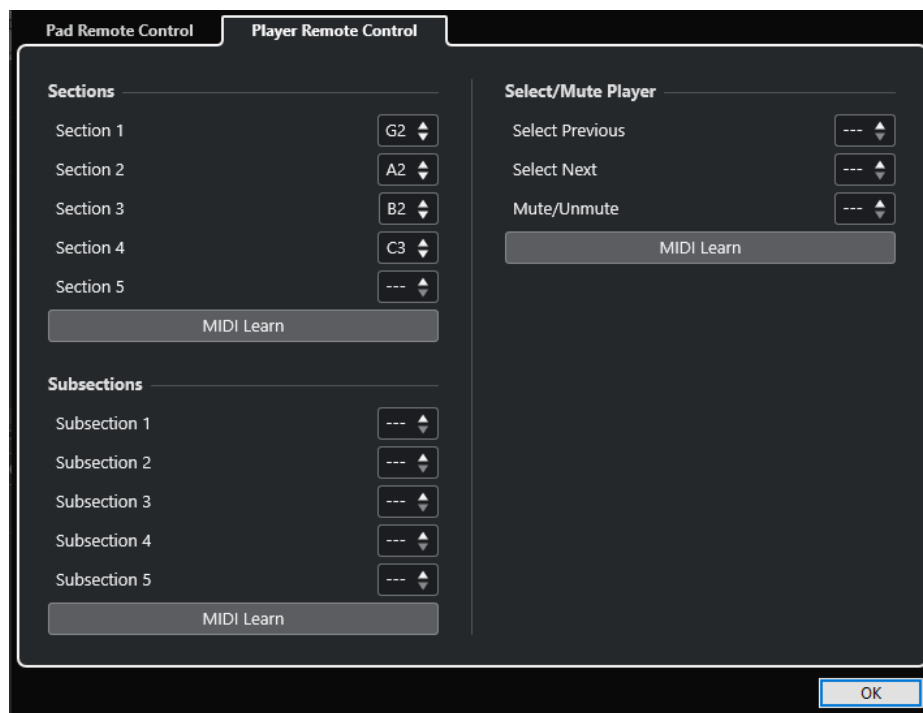 Pad Remote Control
Player Remote Control
Sections
Section 1 G2
Section 2 A2
Section 3 B2
Section 4 C3
Section 5 ---
MIDI Learn
Subsections
Subsection 1 ---
Subsection 2 ---
Subsection 3 ---
Subsection 4 ---
Subsection 5 ---
MIDI Learn
Select/Mute Player
Select Previous ---
Select Next ---
Mute/Unmute ---
MIDI Learn
OK